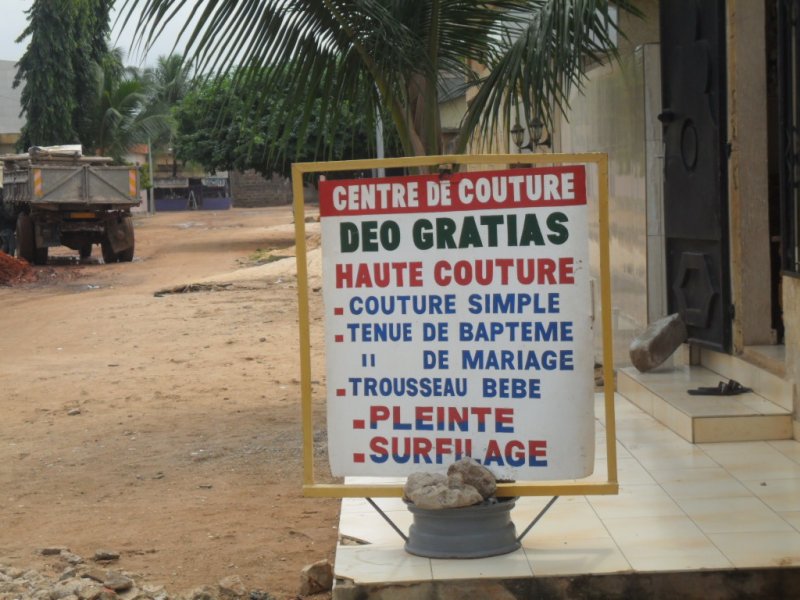 CENTRE DE COUTURE
DEO GRATIAS
HAUTE COUTURE
- COUTURE SIMPLE
- TENUE DE BAPTEME
" DE MARIAGE
- TROUSSEAU BEBE
- PLEINTE
- SURFILAGE